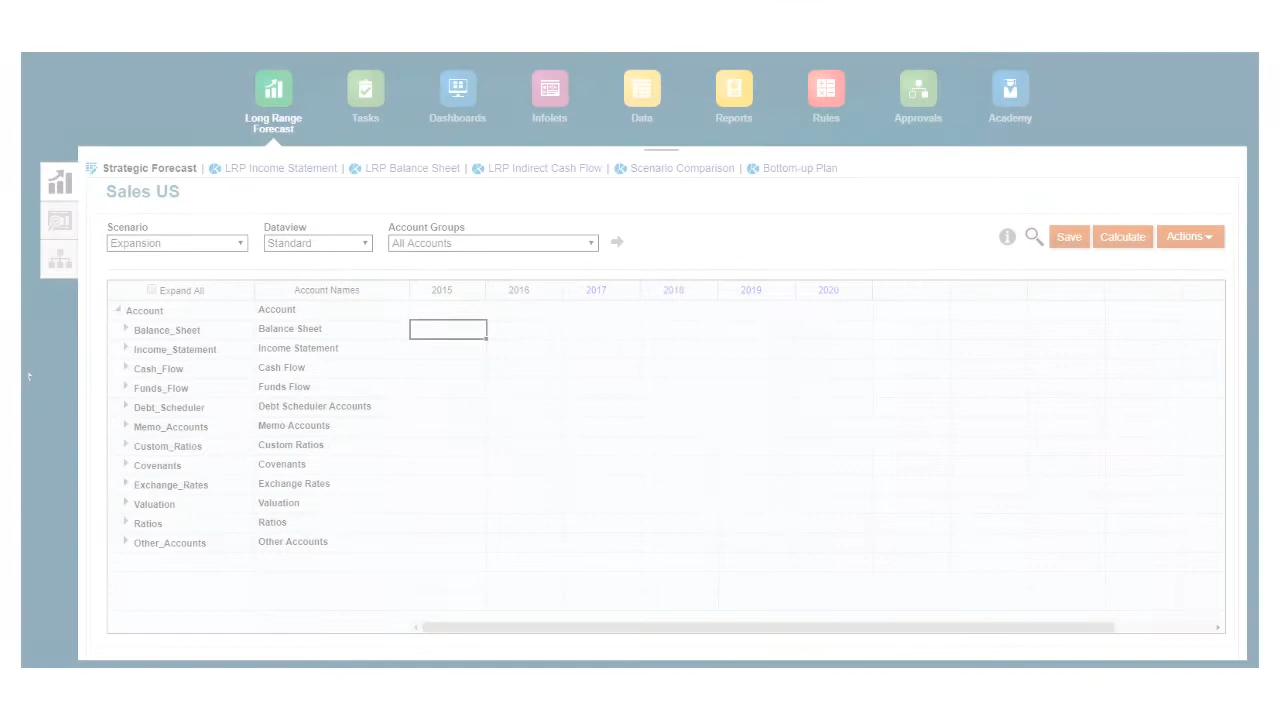 Long Range Forecast Tasks Dashboards Infolets Data Reports Rules Approvals Academy
Strategic Forecast | LRP Income Statement | LRP Balance Sheet | LRP Indirect Cash Flow | Scenario Comparison | Bottom-up Plan
Sales US
Scenario Dataview Account Groups
Expansion Standard All Accounts Save Calculate Actions
Expand All Account Names 2015 2016 2017 2018 2019 2020
Account Account
Balance_Sheet Balance Sheet
Income_Statement Income Statement
Cash_Flow Cash Flow
Funds_Flow Funds Flow
Debt_Scheduler Debt Scheduler Accounts
Memo_Accounts Memo Accounts
Custom_Ratios Custom Ratios
Covenants Covenants
Exchange_Rates Exchange Rates
Valuation Valuation
Ratios Ratios
Other_Accounts Other Accounts